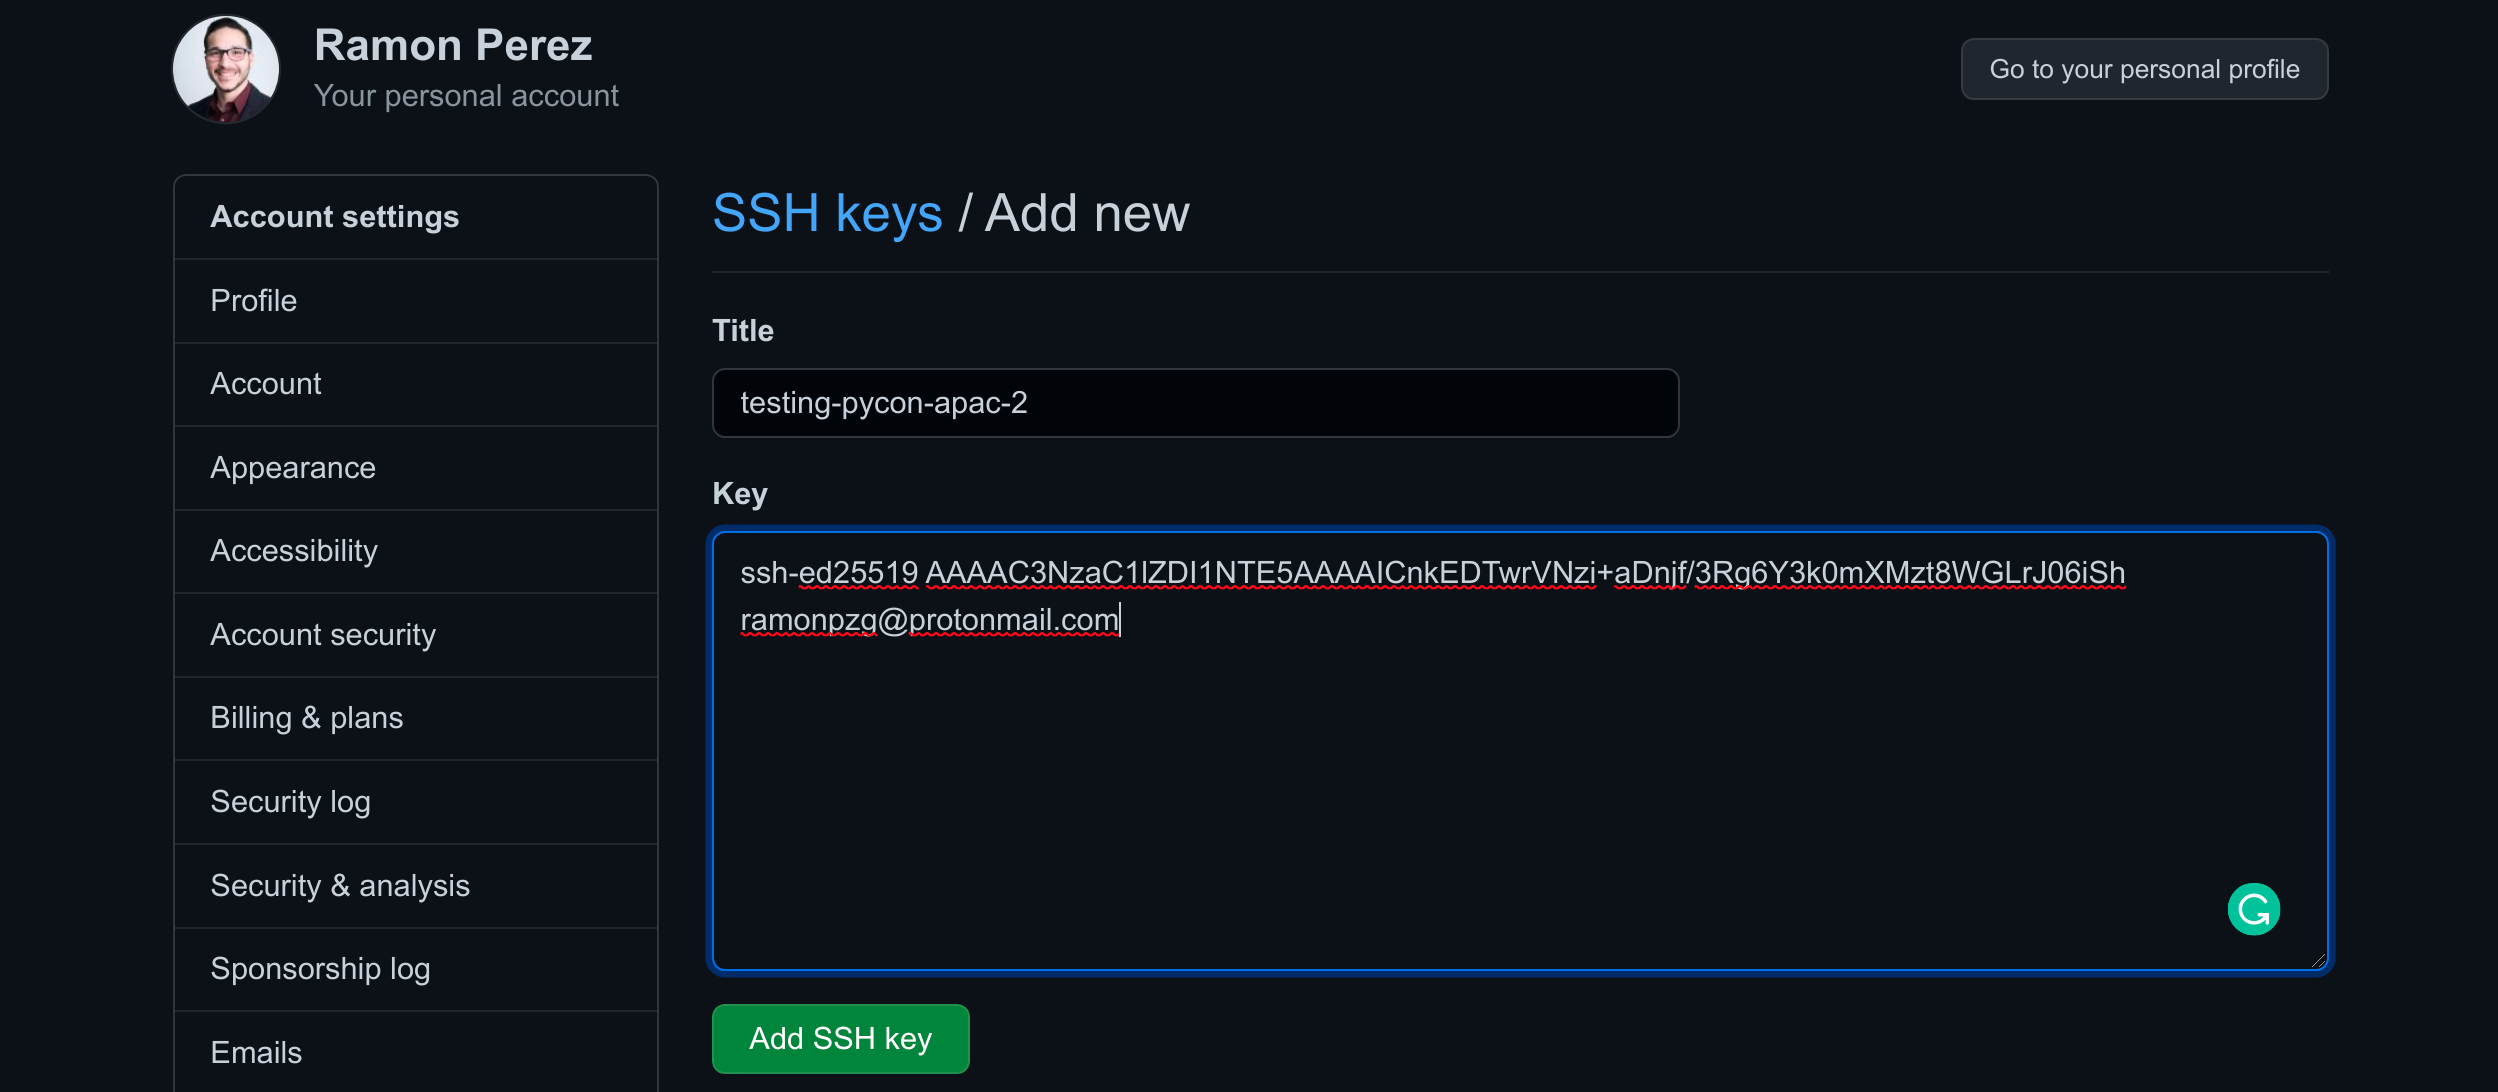 Ramon Perez
Your personal account
Go to your personal profile
Account settings
Profile
Account
Appearance
Accessibility
Account security
Billing & plans
Security log
Security & analysis
Sponsorship log
Emails
SSH keys / Add new
Title
testing-pycon-apac-2
Key
ssh-ed25519 AAAAC3NzaC1lZDI1NTE5AAAAICnkEDTwrVNzi+aDnjf/3Rg6Y3k0mXMzt8WGLrJ06iSh
ramonpzg@protonmail.com
Add SSH key